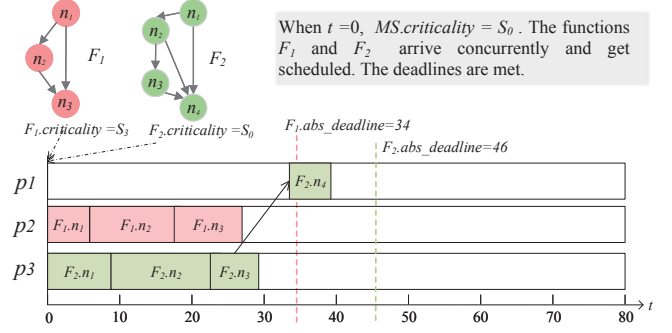 n1
n2
n3
F1
n1
n2
n3
n4
F2
When t =0, MS.criticality = S0 . The functions
F1 and F2 arrive concurrently and get
scheduled. The deadlines are met.
F1.criticality =S3
F2.criticality =S0
F1.abs_deadline=34
F2.abs_deadline=46
p1
F2.n4
p2
F1.n1
F1.n2
F1.n3
p3
F2.n1
F2.n2
F2.n3
0 10 20 30 40 50 60 70 80 t